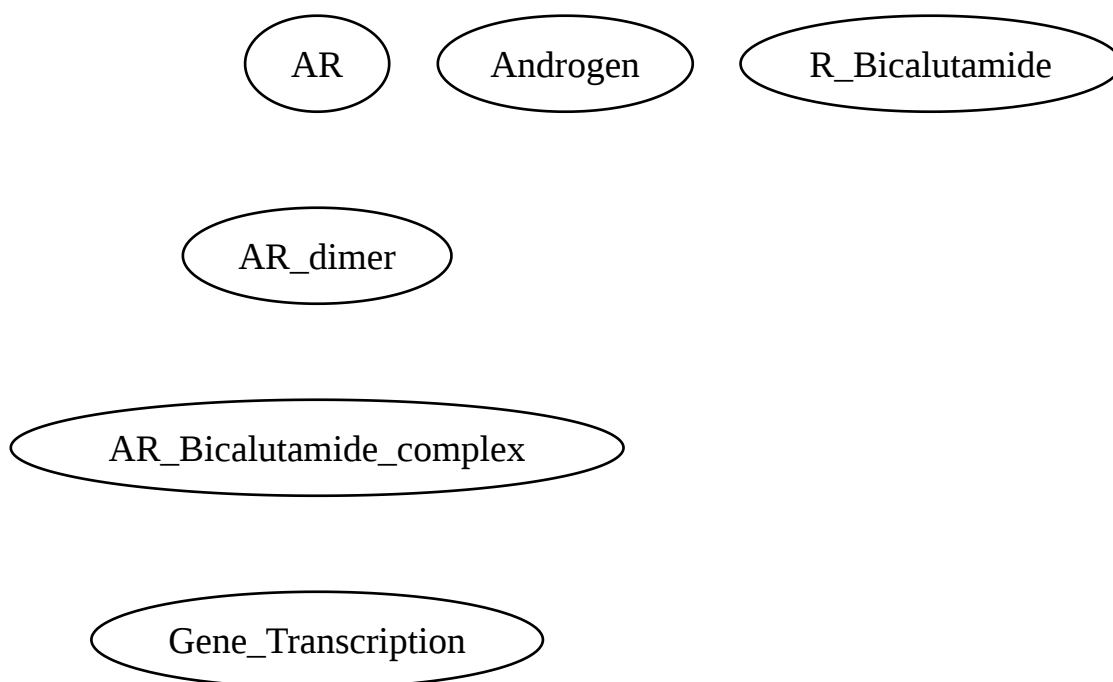 AR
Androgen
R_Bicalutamide
AR_dimer
AR_Bicalutamide_complex
Gene_Transcription